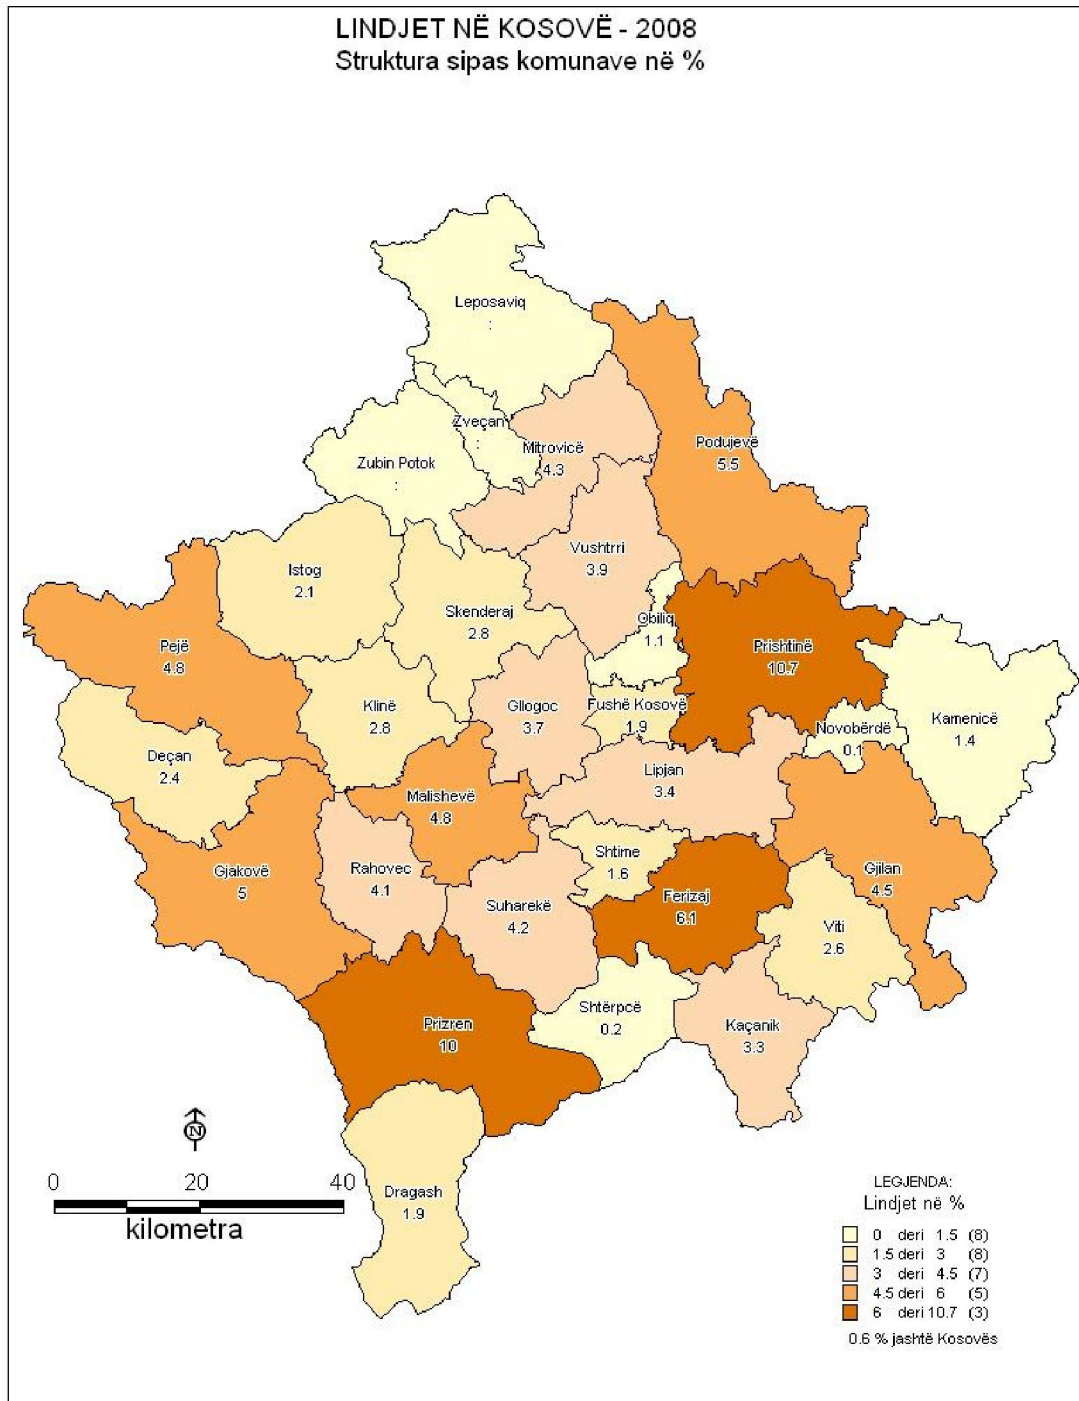 LINDJET NË KOSOVË - 2008
Struktura sipas komunave në %
Leposaviq
:
Zveçan
:
Mitrovicë
4.3
Podujevë
5.5
Zubin Potok
:
Vushtrri
3.9
Istog
2.1
Skenderaj
2.8
Obiliq
1.1
Prishtinë
10.7
Pejë
4.8
Klinë
2.8
Gllogoc
3.7
Fushë Kosovë
1.9
Novobërdë
0.1
Kamenicë
1.4
Deçan
2.4
Lipjan
3.4
Malishevë
4.8
Shtime
1.6
Gjakovë
5
Rahovec
4.1
Ferizaj
6.1
Gjilan
4.5
Suharekë
4.2
Viti
2.6
Shtërpcë
0.2
Prizren
10
Kaçanik
3.3
Dragash
1.9
N
0 20 40
kilometra
LEGJENDA:
Lindjet në %
0 deri 1.5 (8)
1.5 deri 3 (8)
3 deri 4.5 (7)
4.5 deri 6 (5)
6 deri 10.7 (3)
0.6 % jashtë Kosovës